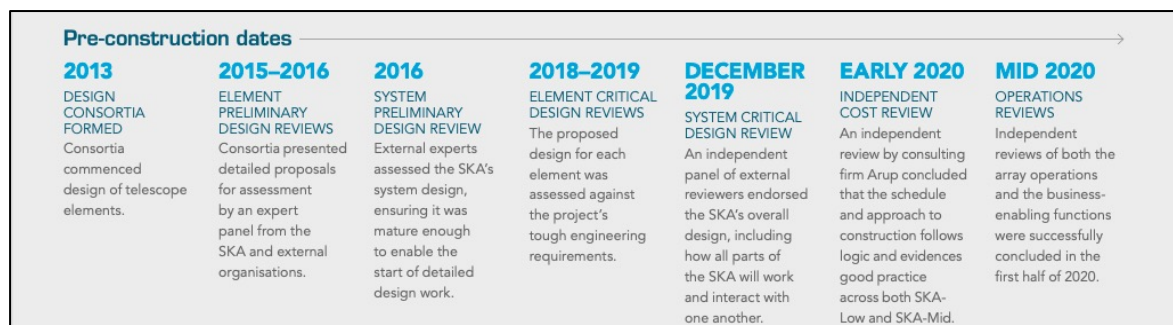 Pre-construction dates
2013
DESIGN
CONSORTIA
FORMED
Consortia
commenced
design of telescope
elements.
2015–2016
ELEMENT
PRELIMINARY
DESIGN REVIEWS
Consortia presented
detailed proposals
for assessment
by an expert
panel from the
SKA and external
organisations.
2016
SYSTEM
PRELIMINARY
DESIGN REVIEW
External experts
assessed the SKA's
system design,
ensuring it was
mature enough
to enable the
start of detailed
design work.
2018–2019
ELEMENT CRITICAL
DESIGN REVIEWS
The proposed
design for each
element was
assessed against
the project's
tough engineering
requirements.
DECEMBER
2019
SYSTEM CRITICAL
DESIGN REVIEW
An independent
panel of external
reviewers endorsed
the SKA's overall
design, including
how all parts of
the SKA will work
and interact with
one another.
EARLY 2020
INDEPENDENT
COST REVIEW
An independent
review by consulting
firm Arup concluded
that the schedule
and approach to
construction follows
logic and evidences
good practice
across both SKA-
Low and SKA-Mid.
MID 2020
OPERATIONS
REVIEWS
Independent
reviews of both the
array operations
and the business-
enabling functions
were successfully
concluded in the
first half of 2020.